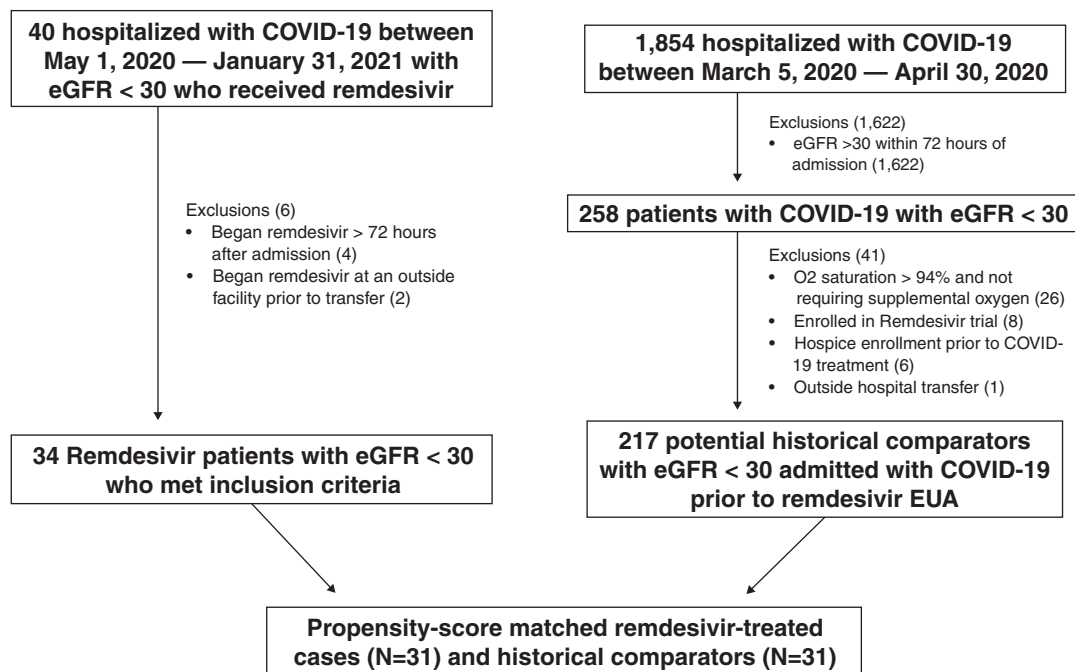 40 hospitalized with COVID-19 between
May 1, 2020 — January 31, 2021 with
eGFR < 30 who received remdesivir
Exclusions (6)
• Began remdesivir > 72 hours
after admission (4)
• Began remdesivir at an outside
facility prior to transfer (2)
34 Remdesivir patients with eGFR < 30
who met inclusion criteria
1,854 hospitalized with COVID-19
between March 5, 2020 — April 30, 2020
Exclusions (1,622)
• eGFR >30 within 72 hours of
admission (1,622)
258 patients with COVID-19 with eGFR < 30
Exclusions (41)
• O2 saturation > 94% and not
requiring supplemental oxygen (26)
• Enrolled in Remdesivir trial (8)
• Hospice enrollment prior to COVID-
19 treatment (6)
• Outside hospital transfer (1)
217 potential historical comparators
with eGFR < 30 admitted with COVID-19
prior to remdesivir EUA
Propensity-score matched remdesivir-treated
cases (N=31) and historical comparators (N=31)